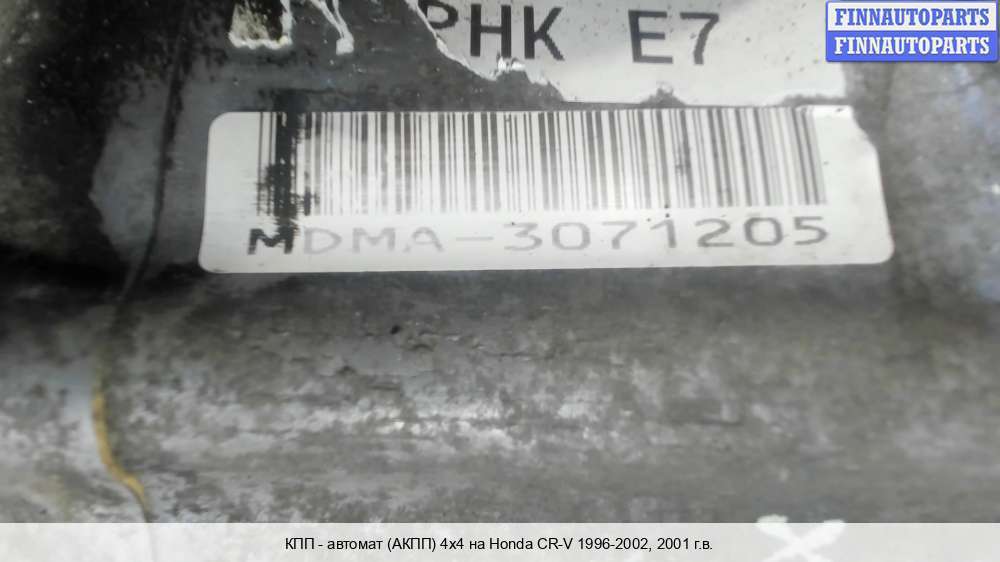 PHK E7
FINNAUTOPARTS
FINNAUTOPARTS
MDMA-3071205
КПП - автомат (АКПП) 4x4 на Honda CR-V 1996-2002, 2001 г.в.